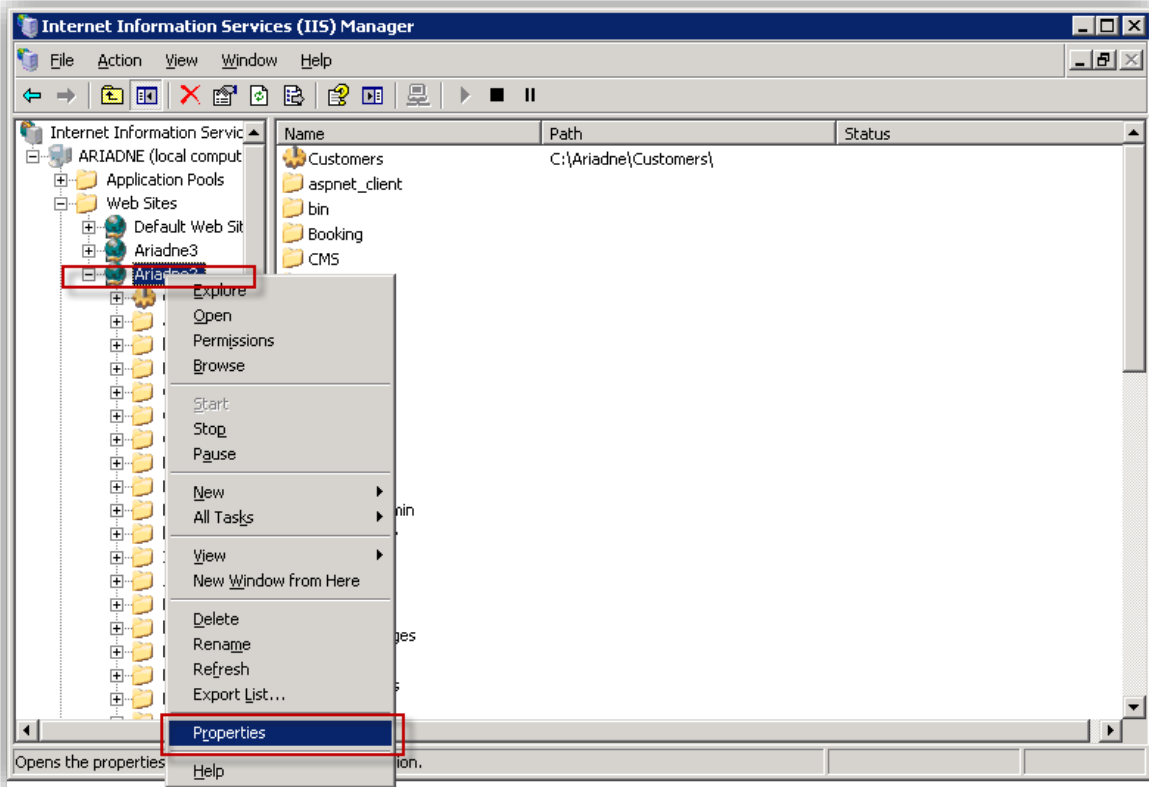 Internet Information Services (IIS) Manager
File Action View Window Help
Internet Information Servic
ARIADNE (local comput
Application Pools
Web Sites
Default Web Sit
Ariadne3
Name Path Status
Customers C:\Ariadne\Customers\
aspnet_client
bin
Booking
CMS
Explore
Open
Permissions
Browse
Start
Stop
Pause
New
All Tasks
View
New Window from Here
Delete
Rename
Refresh
Export List...
Properties
Help
Opens the properties